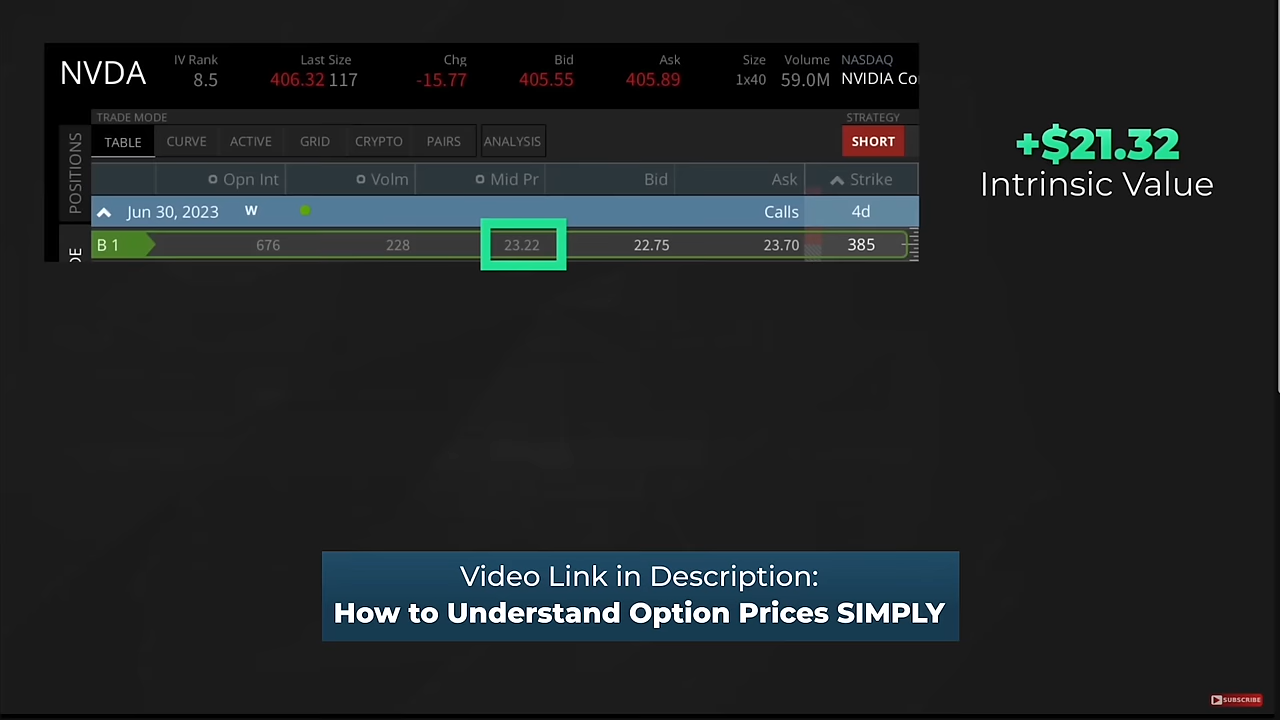 NVDA
IV Rank
8.5
Last Size
406.32 117
Chg
-15.77
Bid
405.55
Ask
405.89
Size
1x40
Volume
59.0M
NASDAQ
NVIDIA Co
TRADE MODE
STRATEGY
POSITIONS
TABLE CURVE ACTIVE GRID CRYPTO PAIRS ANALYSIS SHORT
Opn Int Volm Mid Pr Bid Ask Strike
Jun 30, 2023 W Calls 4d
B 1 676 228 23.22 22.75 23.70 385
DE
+$21.32
Intrinsic Value
Video Link in Description:
How to Understand Option Prices SIMPLY
SUBSCRIBE